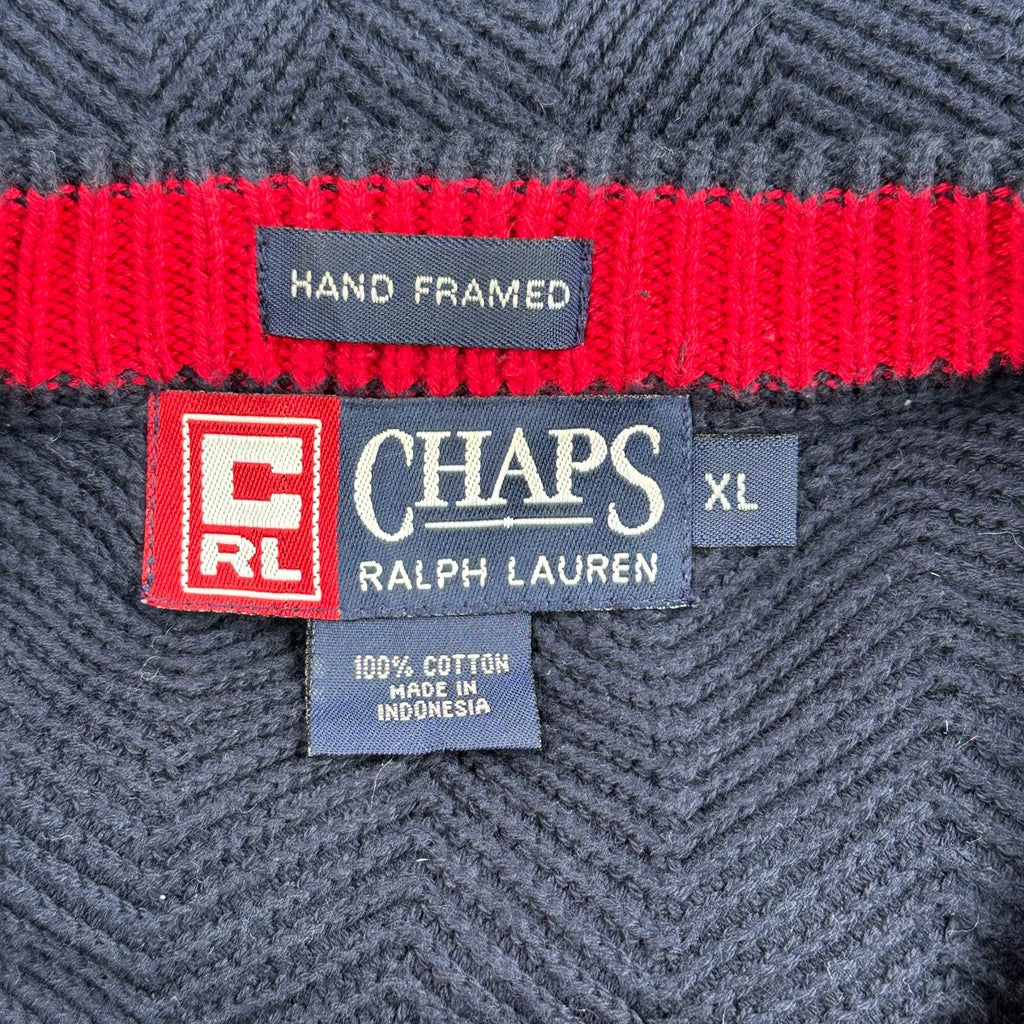 HAND FRAMED
C
RL
CHAPS
RALPH LAUREN
XL
100% COTTON
MADE IN
INDONESIA